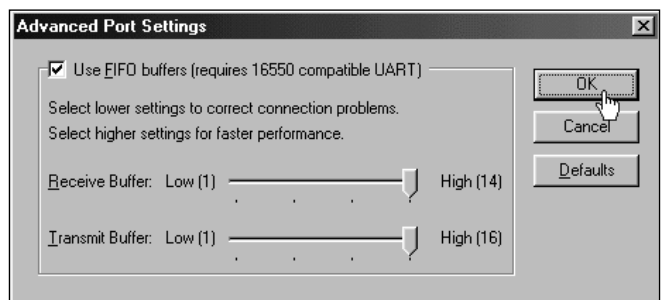 Advanced Port Settings
Use FIFO buffers (requires 16550 compatible UART)
Select lower settings to correct connection problems.
Select higher settings for faster performance.
Receive Buffer: Low (1) High (14)
Transmit Buffer: Low (1) High (16)
OK
Cancel
Defaults